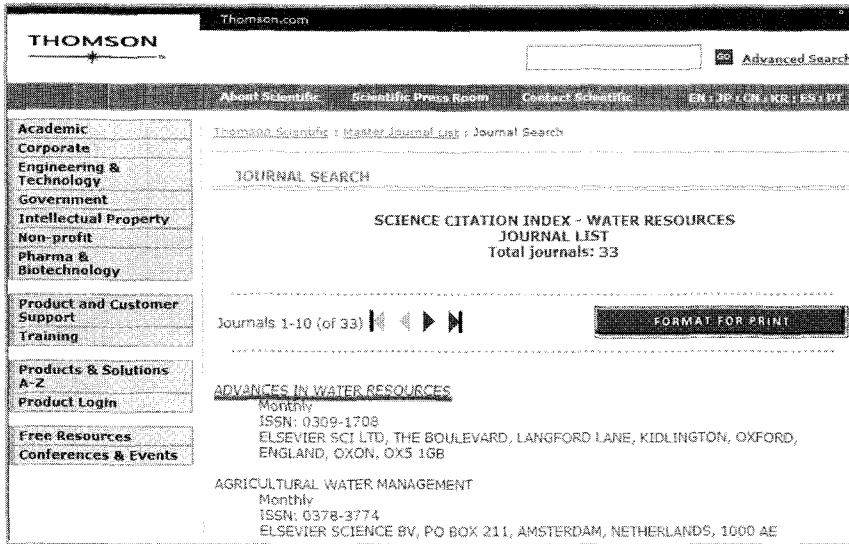 Thomson.com
THOMSON
GO Advanced Search
About Scientific Scientific Press Room Contact Scientific EN : JP : CN : KR : ES : PT
Academic
Corporate
Engineering &
Technology
Government
Intellectual Property
Non-profit
Pharma &
Biotechnology
Product and Customer
Support
Training
Products & Solutions
A-Z
Product Login
Free Resources
Conferences & Events
Thomson Scientific : Master Journal List : Journal Search
JOURNAL SEARCH
SCIENCE CITATION INDEX - WATER RESOURCES
JOURNAL LIST
Total journals: 33
Journals 1-10 (of 33)
FORMAT FOR PRINT
ADVANCES IN WATER RESOURCES
Monthly
ISSN: 0309-1708
ELSEVIER SCI LTD, THE BOULEVARD, LANGFORD LANE, KIDLINGTON, OXFORD,
ENGLAND, OXON, OX5 1GB
AGRICULTURAL WATER MANAGEMENT
Monthly
ISSN: 0378-3774
ELSEVIER SCIENCE BV, PO BOX 211, AMSTERDAM, NETHERLANDS, 1000 AE